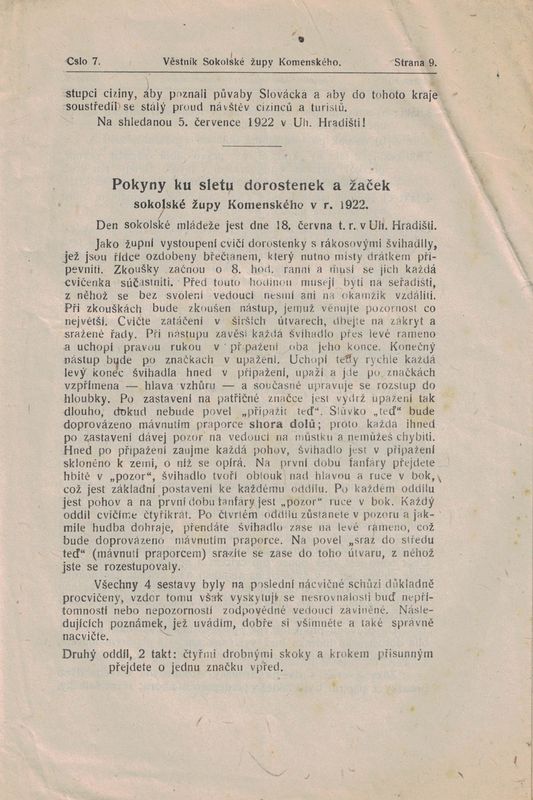 Cslo 7. Věstník Sokolské župy Komenského. Strana 9.
stupci ciziny, aby poznali půvaby Slovácka a aby do tohoto kraje
soustředil se stálý proud návštěv cizinců a turistů.
Na shledanou 5. července 1922 v Uh. Hradišti!
Pokyny ku sletu dorostenek a žaček
sokolské župy Komenského v r. 1922.
Den sokolské mládeže jest dne 18. června t. r. v Uh. Hradišti.
Jako župní vystoupení cvičí dorostenky s rákosovými švihadly,
jež jsou řídce ozdobeny břečtanem, který nutno místy drátkem při-
pevniti. Zkoušky začnou o 8. hod. ranní a musí se jich každá
cvičenka súčastniti. Před touto hodinou musejí býti na seřadišti,
z něhož se bez svolení vedoucí nesmí ani na okamžik vzdáliti.
Při zkouškách bude zkoušen nástup, jemuž věnujte pozornost co
největší. Cvičte zatáčení v širších útvarech, dbejte na zákryt a
sražené řady. Při nástupu zavěsí každá švihadlo přes levé rameno
a uchopí pravou rukou v připažení oba jeho konce. Konečný
nástup bude po značkách v upažení. Uchopí tedy rychle každá
levý konec švihadla hned v připažení, upaží a jde po značkách
vzpřímena — hlava vzhůru — a současně upravuje se rozstup do
hloubky. Po zastavení na patřičné značce jest vydrž upažení tak
dlouho, dokud nebude povel „připažit teď“. Slůvko „teď“ bude
doprovázeno mávnutím praporce shora dolů; proto každá ihned
po zastavení dávej pozor na vedoucí na můstku a nemůžeš chybiti.
Hned po připažení zaujme každá pohov, švihadlo jest v připažení
skloněno k zemi, o níž se opírá. Na první dobu fanfáry přejdete
hbitě v „pozor“, švihadlo tvoří oblouk nad hlavou a ruce v bok,
což jest základní postavení ke každému oddílu. Po každém oddílu
jest pohov a na první dobu fanfary jest „pozor“ ruce v bok. Každý
oddíl cvičíme čtyřikrát. Po čtvrtém oddílu zůstanete v pozoru a jak-
mile hudba dohraje, přendáte švihadlo zase na levé rameno, což
bude doprovázeno mávnutím praporce. Na povel „sraz do středu
teď“ (mávnutí praporcem) srazíte se zase do toho útvaru, z něhož
jste se rozestupovaly.
Všechny 4 sestavy byly na poslední nácvičné schůzi důkladně
procvičeny, vzdor tomu však vyskytují se nesrovnalosti buď nepří-
tomností nebo nepozorností zodpovědné vedoucí zaviněné. Násle-
dujících poznámek, jež uvádím, dobře si všimněte a také správně
nacvičte.
Druhý oddíl, 2 takt: čtyřmi drobnými skoky a krokem přísunným
přejdete o jednu značku vpřed.